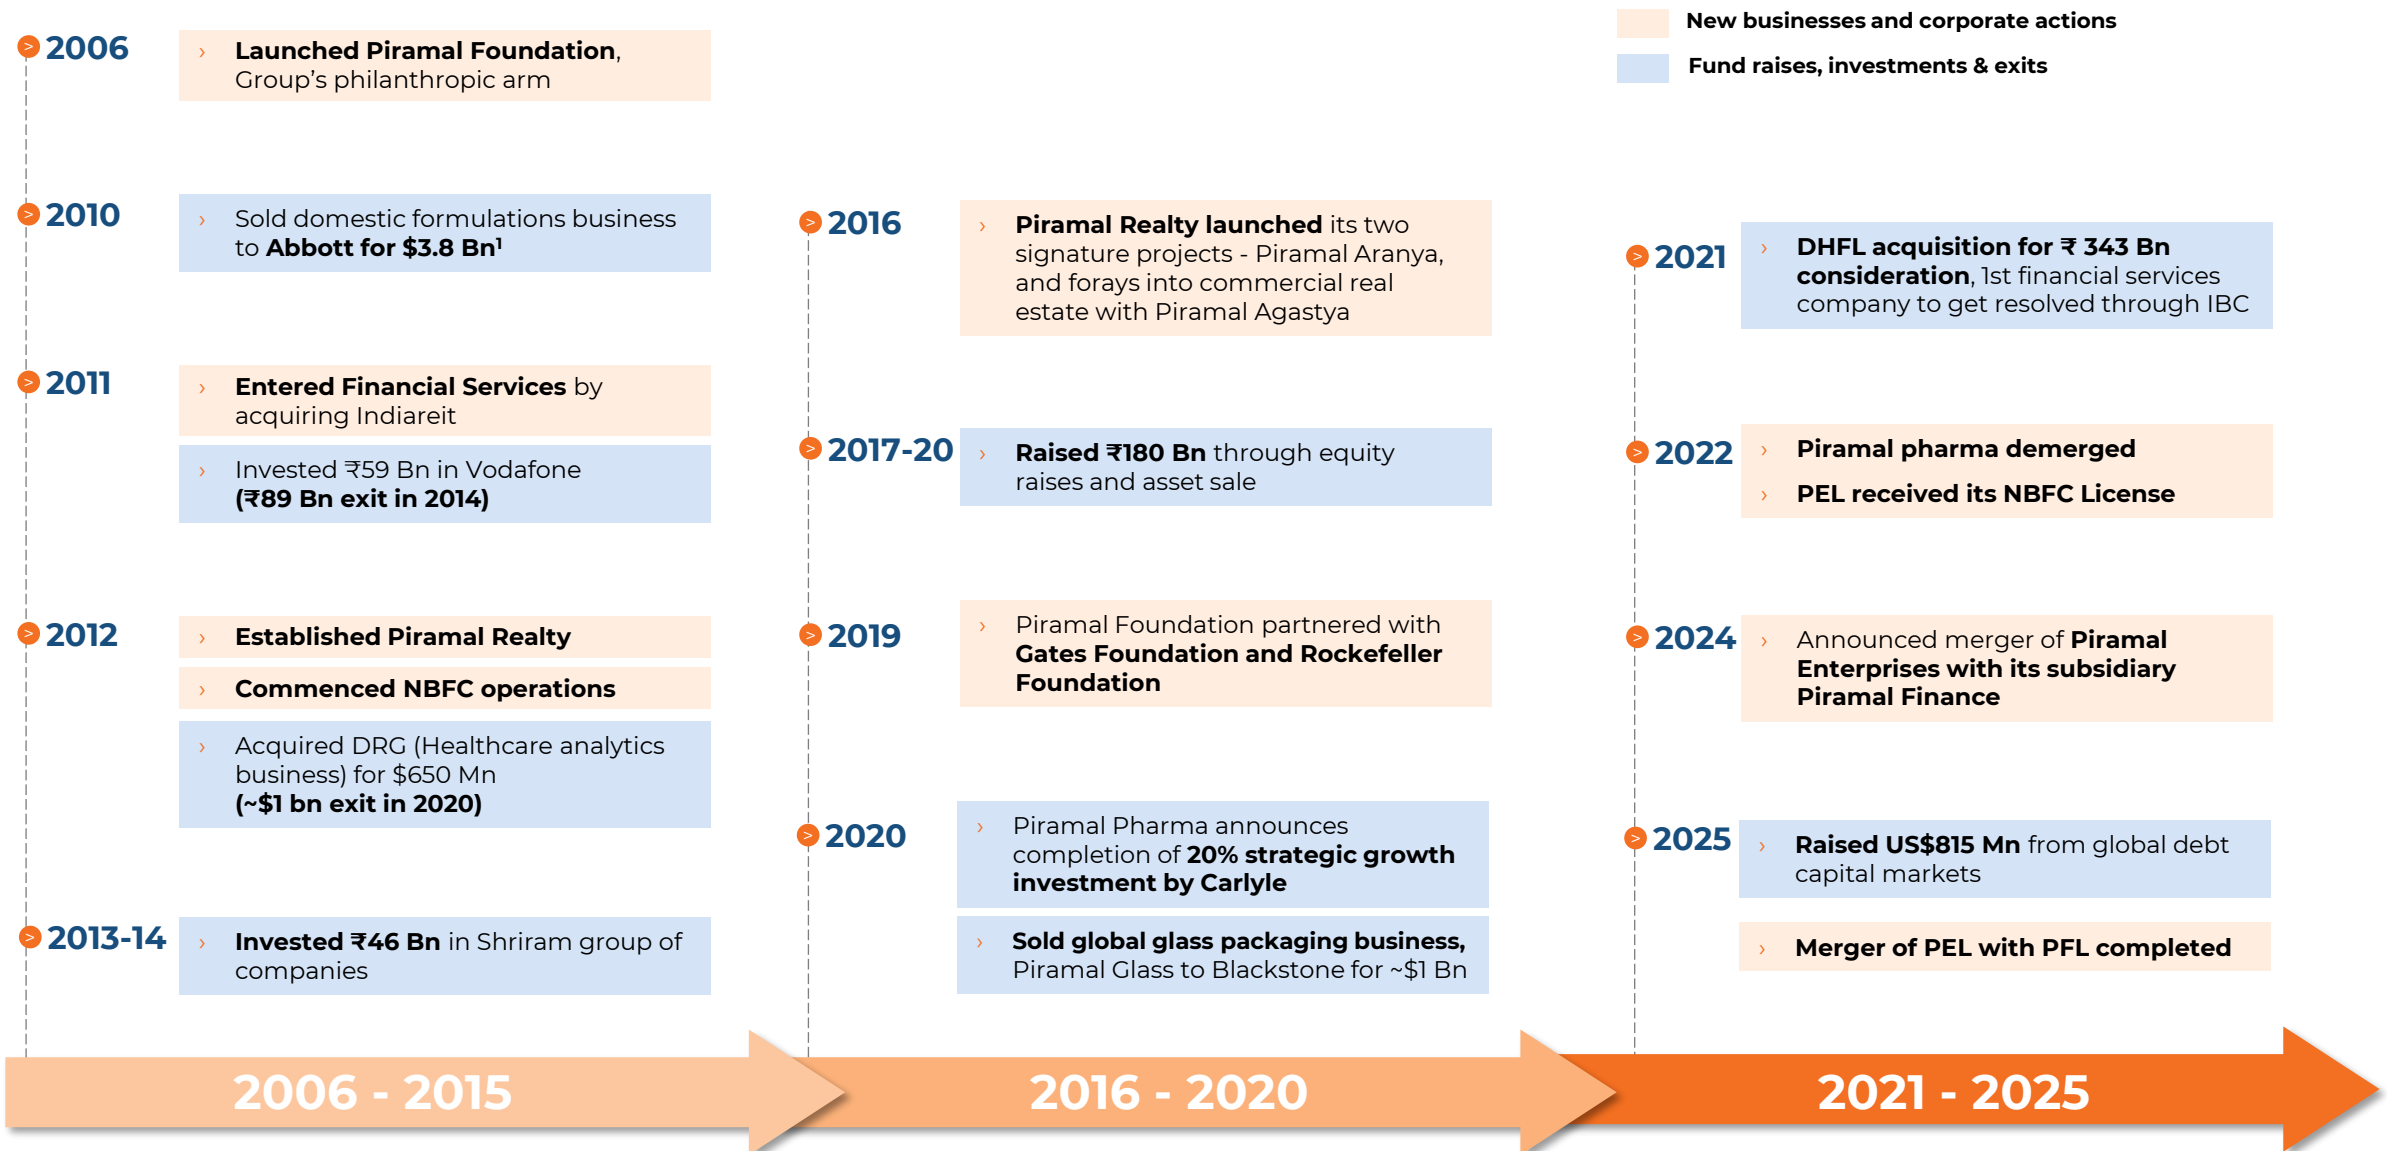 New businesses and corporate actions
Fund raises, investments & exits
2006
› Launched Piramal Foundation,
Group's philanthropic arm
2010
› Sold domestic formulations business
to Abbott for $3.8 Bn¹
2011
› Entered Financial Services by
acquiring Indiareit
› Invested ₹59 Bn in Vodafone
(₹89 Bn exit in 2014)
2012
› Established Piramal Realty
› Commenced NBFC operations
› Acquired DRG (Healthcare analytics
business) for $650 Mn
(~$1 bn exit in 2020)
2013-14
› Invested ₹46 Bn in Shriram group of
companies
2016
› Piramal Realty launched its two
signature projects - Piramal Aranya,
and forays into commercial real
estate with Piramal Agastya
2017-20
› Raised ₹180 Bn through equity
raises and asset sale
2019
› Piramal Foundation partnered with
Gates Foundation and Rockefeller
Foundation
2020
› Piramal Pharma announces
completion of 20% strategic growth
investment by Carlyle
› Sold global glass packaging business,
Piramal Glass to Blackstone for ~$1 Bn
2021
› DHFL acquisition for ₹ 343 Bn
consideration, 1st financial services
company to get resolved through IBC
2022
› Piramal pharma demerged
› PEL received its NBFC License
2024
› Announced merger of Piramal
Enterprises with its subsidiary
Piramal Finance
2025
› Raised US$815 Mn from global debt
capital markets
› Merger of PEL with PFL completed
2006 - 2015
2016 - 2020
2021 - 2025